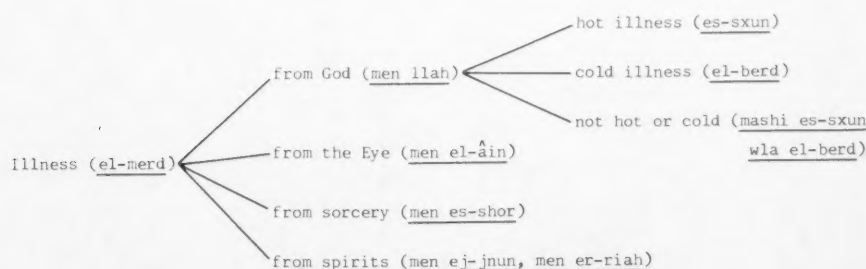 hot illness (es-sxun)
from God (men llah)
cold illness (el-berd)
not hot or cold (mashi es-sxun
wla el-berd)
Illness (el-merd)
from the Eye (men el-âin)
from sorcery (men es-shor)
from spirits (men ej-jnun, men er-riah)